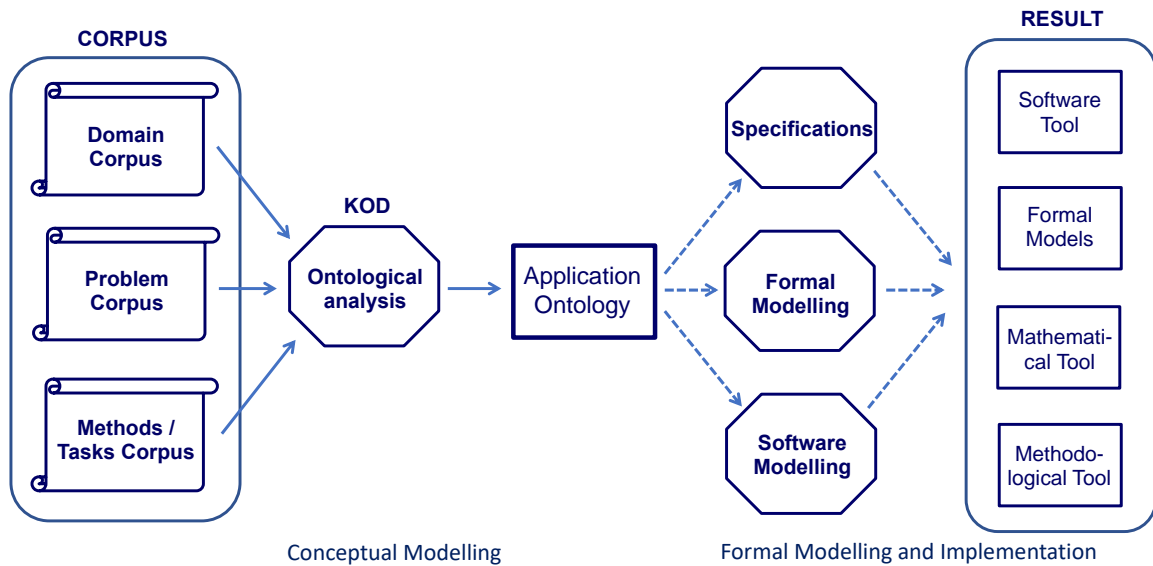 CORPUS
Domain
Corpus
Problem
Corpus
Methods /
Tasks Corpus
KOD
Ontological
analysis
Application
Ontology
Specifications
Formal
Modelling
Software
Modelling
RESULT
Software
Tool
Formal
Models
Mathemati-
cal Tool
Methodo-
logical Tool
Conceptual Modelling
Formal Modelling and Implementation